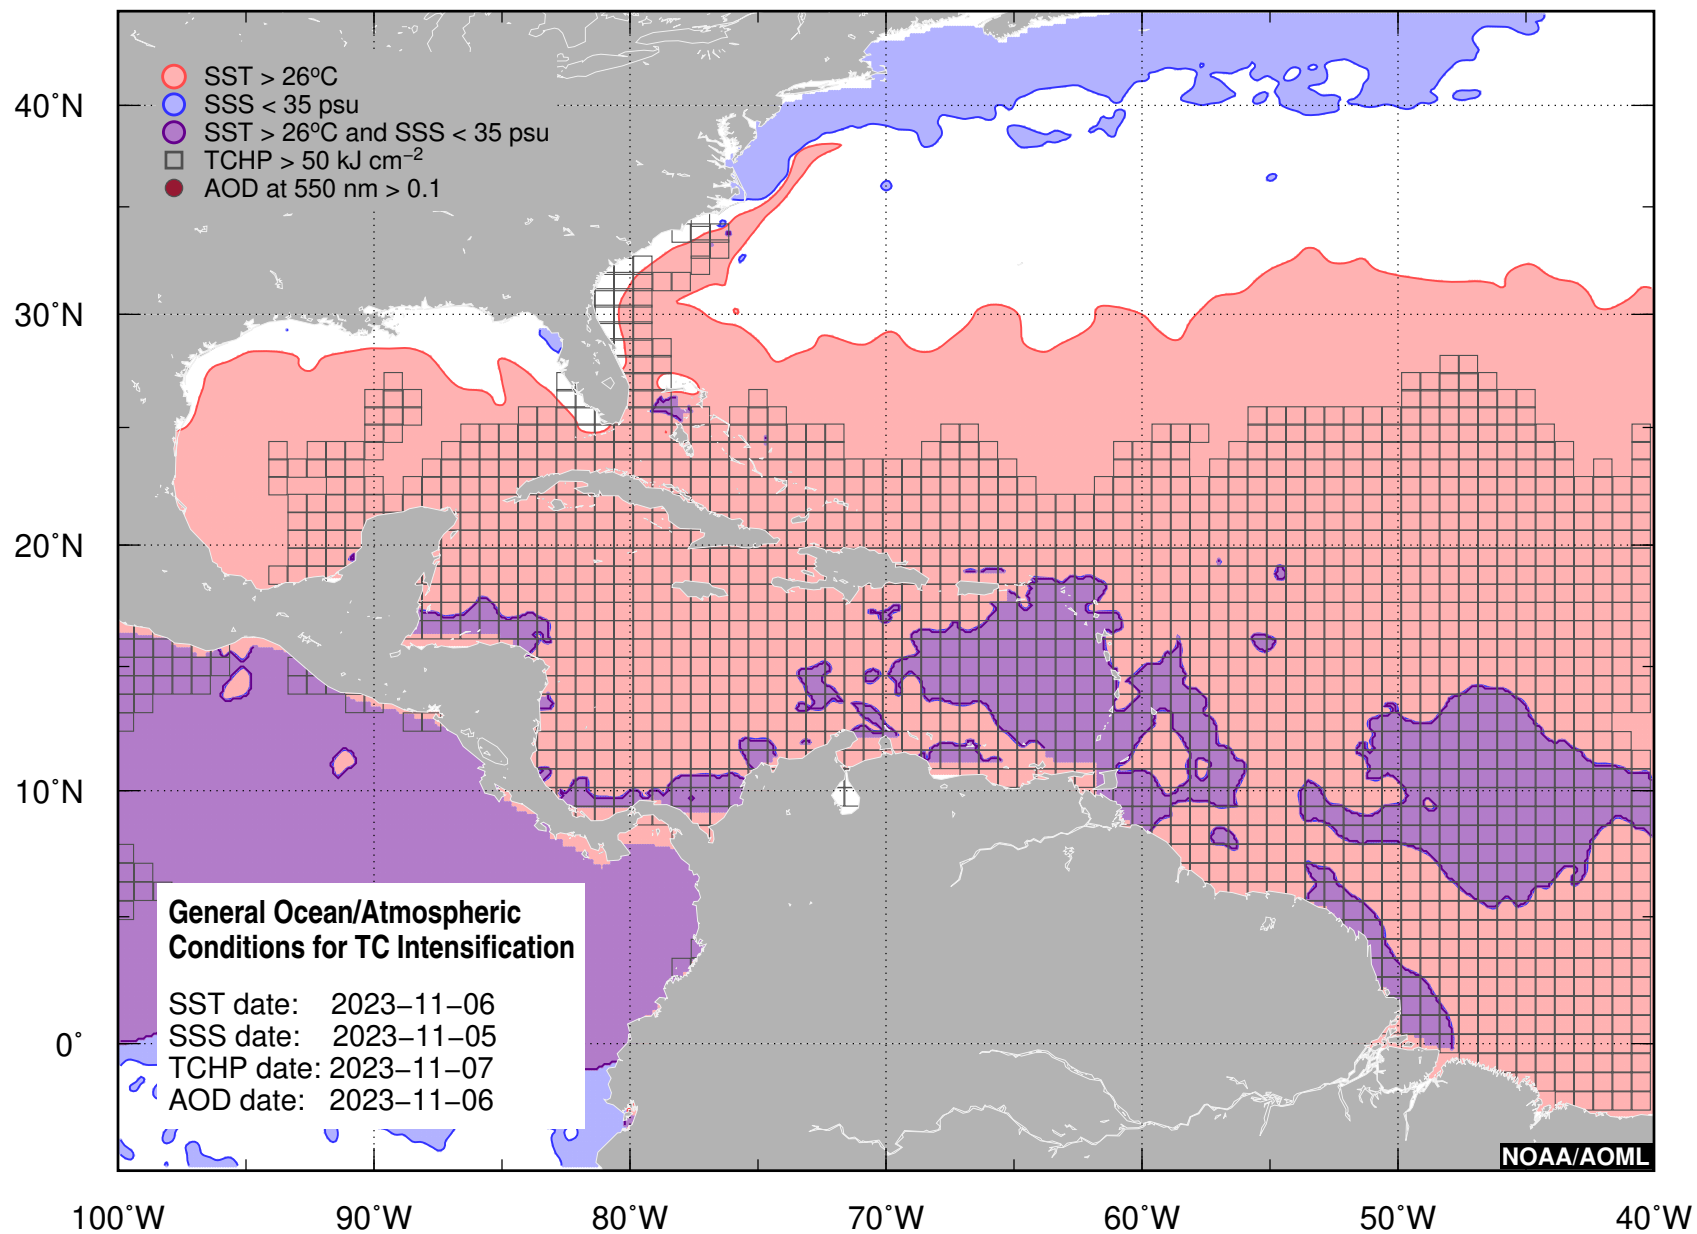 SST > 26°C
SSS < 35 psu
SST > 26°C and SSS < 35 psu
TCHP > 50 kJ cm⁻²
AOD at 550 nm > 0.1
40°N
30°N
20°N
10°N
0°
General Ocean/Atmospheric
Conditions for TC Intensification
SST date: 2023−11−06
SSS date: 2023−11−05
TCHP date: 2023−11−07
AOD date: 2023−11−06
NOAA/AOML
100°W 90°W 80°W 70°W 60°W 50°W 40°W